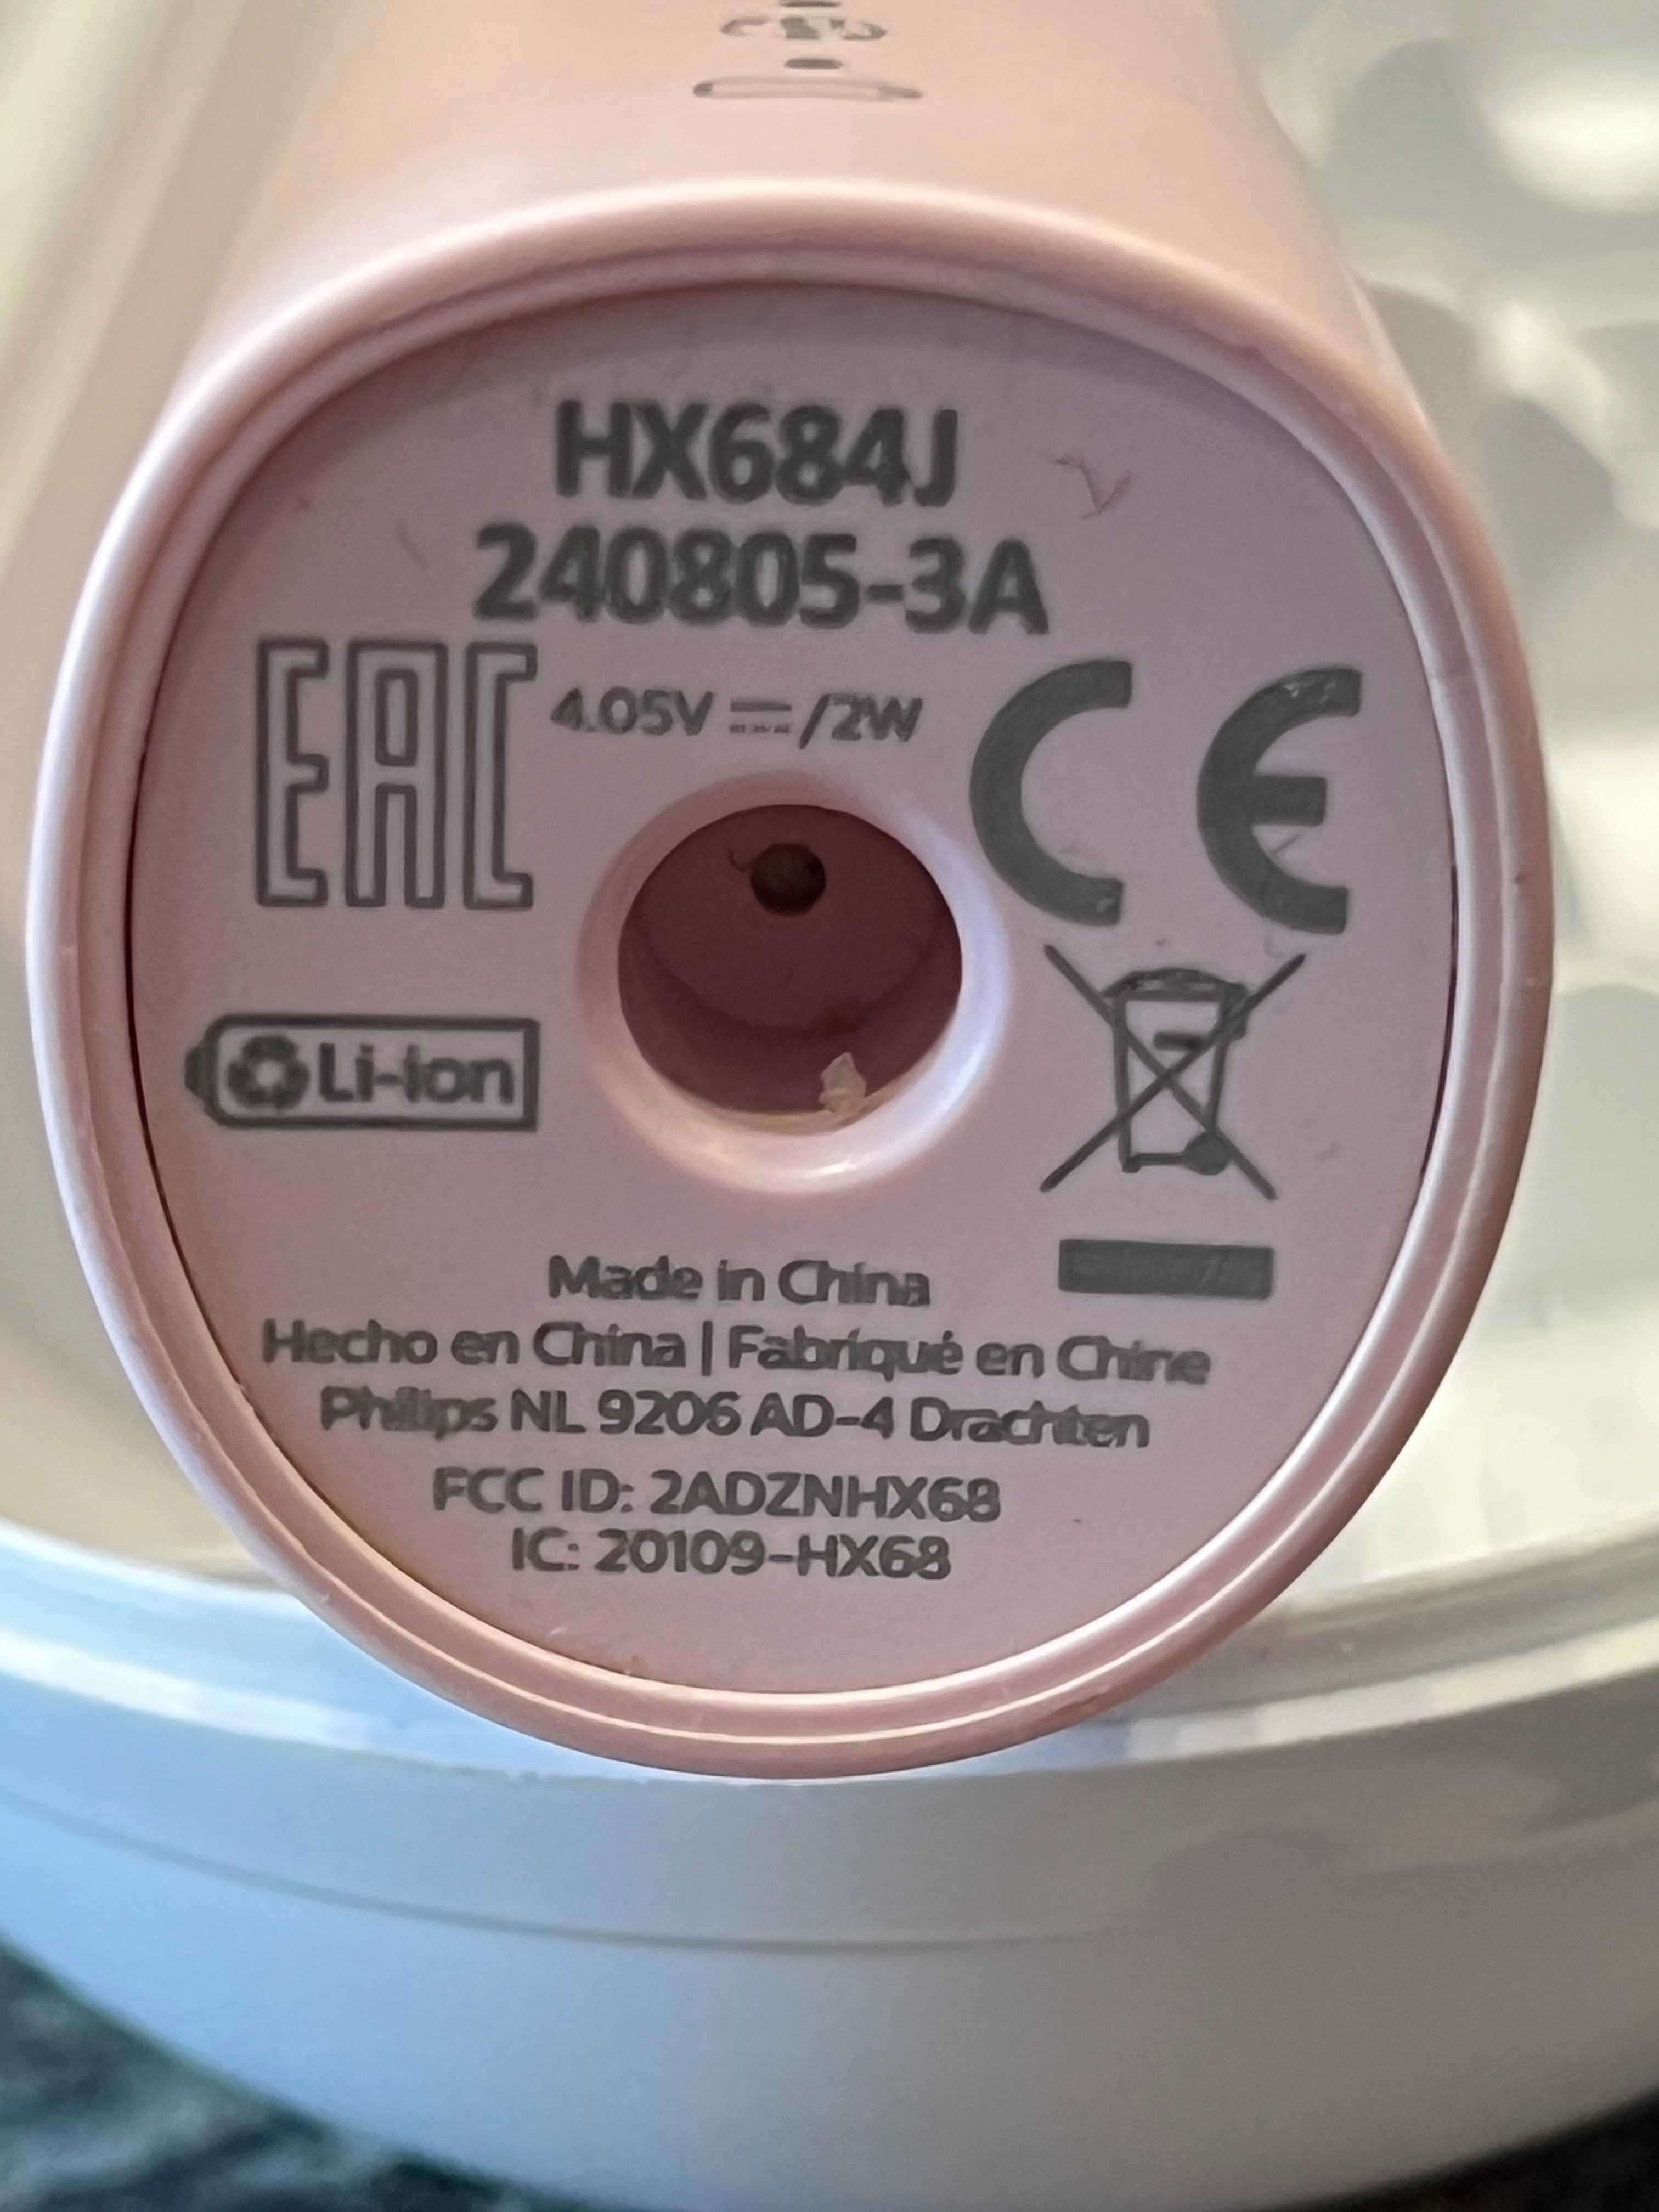 HX684J
240805-3A
EAC
4.05V ⎓/2W
CE
Li-ion
Made in China
Hecho en China | Fabriqué en Chine
Philips NL 9206 AD-4 Drachten
FCC ID: 2ADZNHX68
IC: 20109-HX68